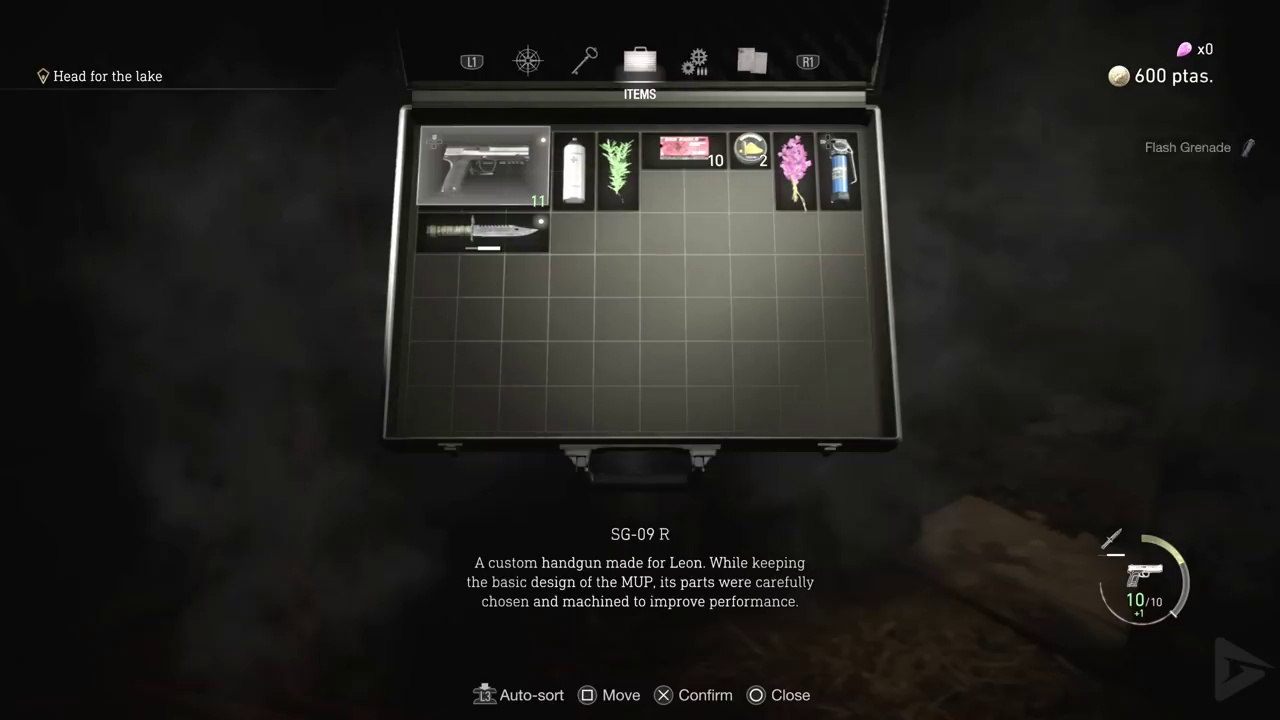 Head for the lake
L1
R1
ITEMS
x0
600 ptas.
Flash Grenade
11
10
2
SG-09 R
A custom handgun made for Leon. While keeping
the basic design of the MUP, its parts were carefully
chosen and machined to improve performance.
10/10
+1
L3 Auto-sort Move Confirm Close